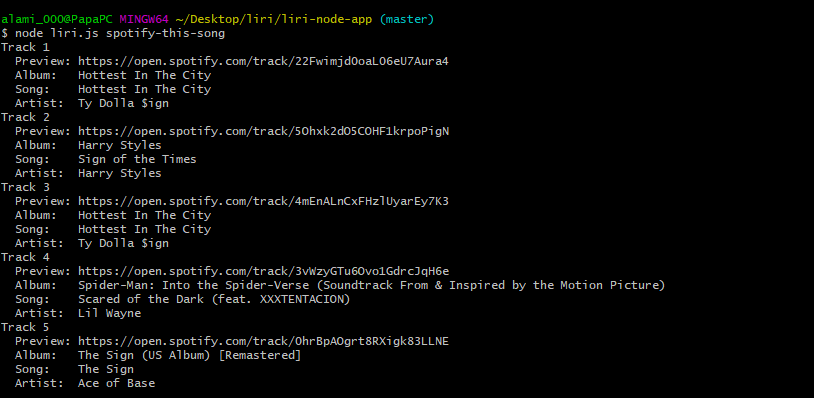 alami_000@PapaPC MINGW64 ~/Desktop/liri/liri-node-app (master)
$ node liri.js spotify-this-song
Track 1
  Preview: https://open.spotify.com/track/22FwimjdOoaLO6eU7Aura4
  Album:   Hottest In The City
  Song:    Hottest In The City
  Artist:  Ty Dolla $ign
Track 2
  Preview: https://open.spotify.com/track/5Ohxk2dO5COHF1krpoPigN
  Album:   Harry Styles
  Song:    Sign of the Times
  Artist:  Harry Styles
Track 3
  Preview: https://open.spotify.com/track/4mEnALnCxFHzlUyarEy7K3
  Album:   Hottest In The City
  Song:    Hottest In The City
  Artist:  Ty Dolla $ign
Track 4
  Preview: https://open.spotify.com/track/3vWzyGTu6Ovo1GdrcJqH6e
  Album:   Spider-Man: Into the Spider-Verse (Soundtrack From & Inspired by the Motion Picture)
  Song:    Scared of the Dark (feat. XXXTENTACION)
  Artist:  Lil Wayne
Track 5
  Preview: https://open.spotify.com/track/0hrBpAOgrt8RXigk83LLNE
  Album:   The Sign (US Album) [Remastered]
  Song:    The Sign
  Artist:  Ace of Base